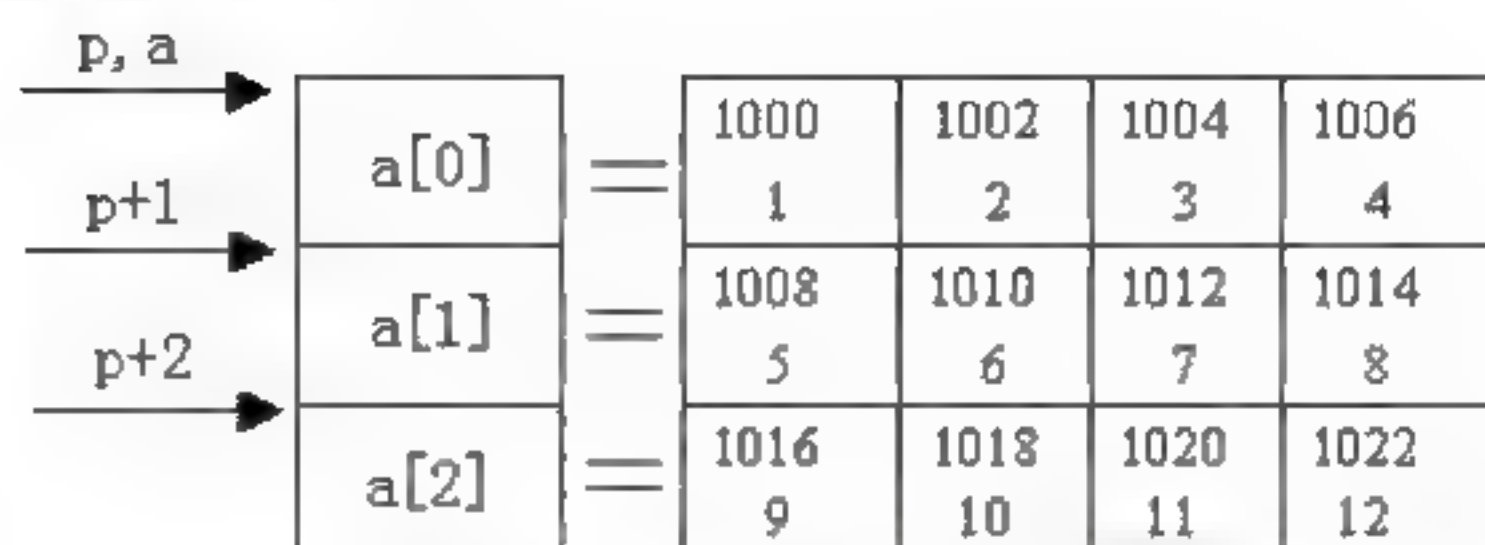 p, a
a[0] = 1000 1002 1004 1006
1 2 3 4
p+1
a[1] = 1008 1010 1012 1014
5 6 7 8
p+2
a[2] = 1016 1018 1020 1022
9 10 11 12